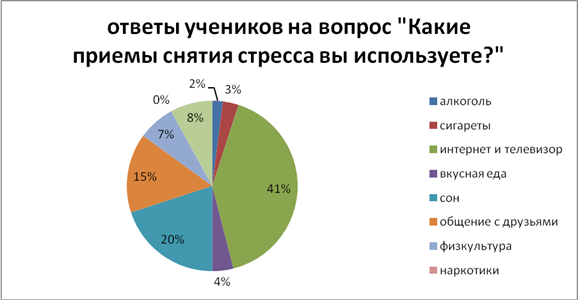 ответы учеников на вопрос "Какие
приемы снятия стресса вы используете?"
2%
3%
0%
8%
7%
41%
15%
20%
4%
алкоголь
сигареты
интернет и телевизор
вкусная еда
сон
общение с друзьями
физкультура
наркотики